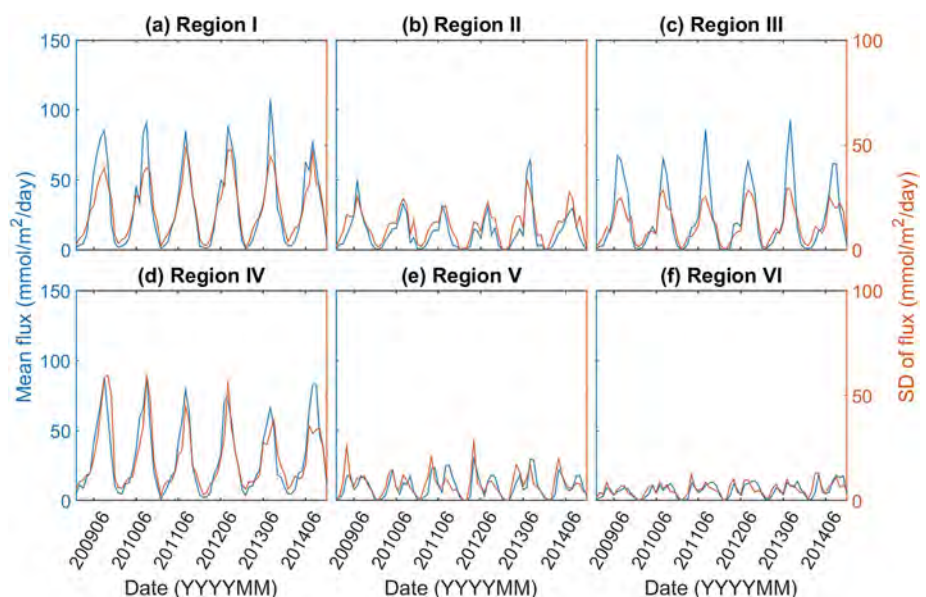 (a) Region I
(b) Region II
(c) Region III
150
100
50
0
100
50
0
(d) Region IV
(e) Region V
(f) Region VI
150
100
50
0
100
50
0
Mean flux (mmol/m²/day)
SD of flux (mmol/m²/day)
200906
201006
201106
201206
201306
201406
200906
201006
201106
201206
201306
201406
200906
201006
201106
201206
201306
201406
Date (YYYYMM)
Date (YYYYMM)
Date (YYYYMM)